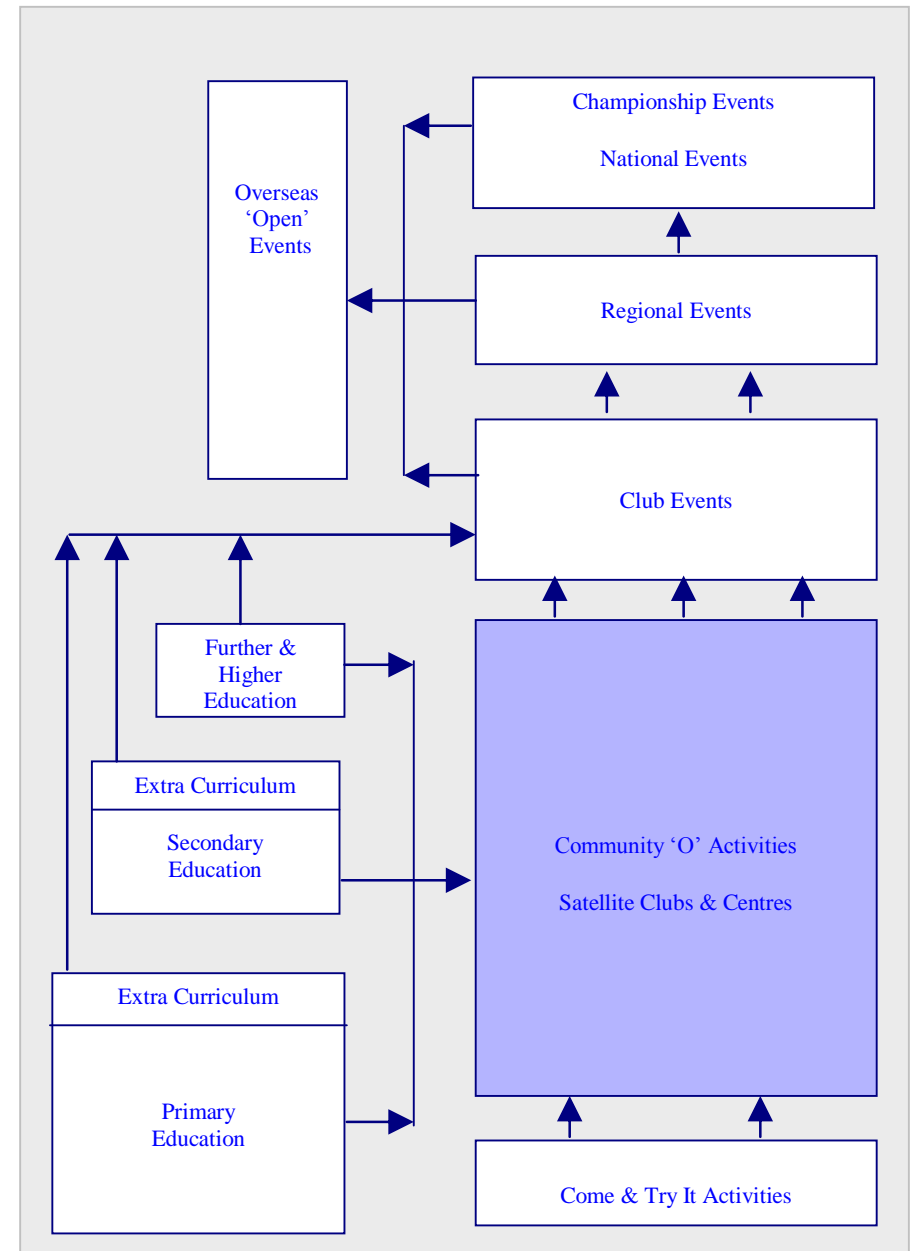 Championship Events
National Events
Overseas
‘Open’
Events
Regional Events
Club Events
Further &
Higher
Education
Extra Curriculum
Secondary
Education
Community ‘O’ Activities
Satellite Clubs & Centres
Extra Curriculum
Primary
Education
Come & Try It Activities